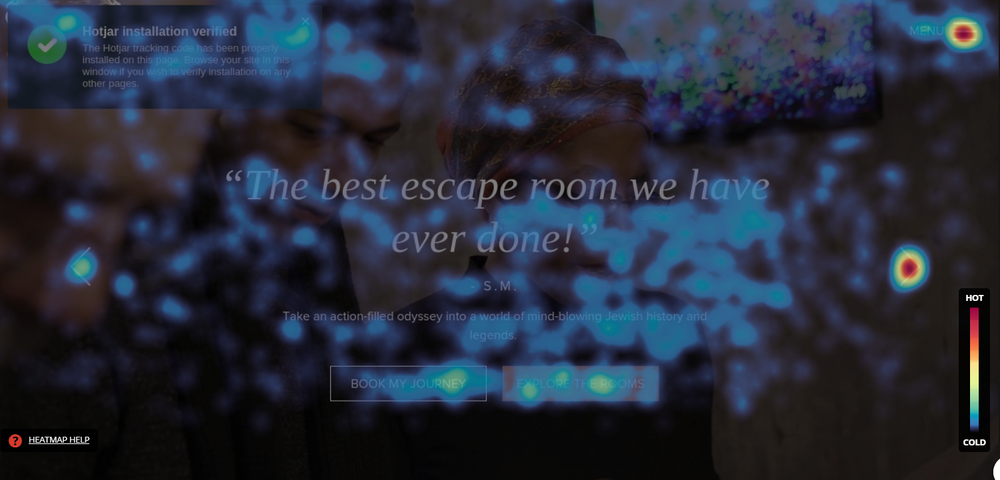 Hotjar installation verified
The Hotjar tracking code has been properly
installed on this page. Browse your site in this
window if you wish to verify installation on any
other pages.
MENU
“The best escape room we have
ever done!”
- S.M.
Take an action-filled odyssey into a world of mind-blowing Jewish history and
legends.
BOOK MY JOURNEY
EXPLORE THE ROOMS
HOT
COLD
HEATMAP HELP